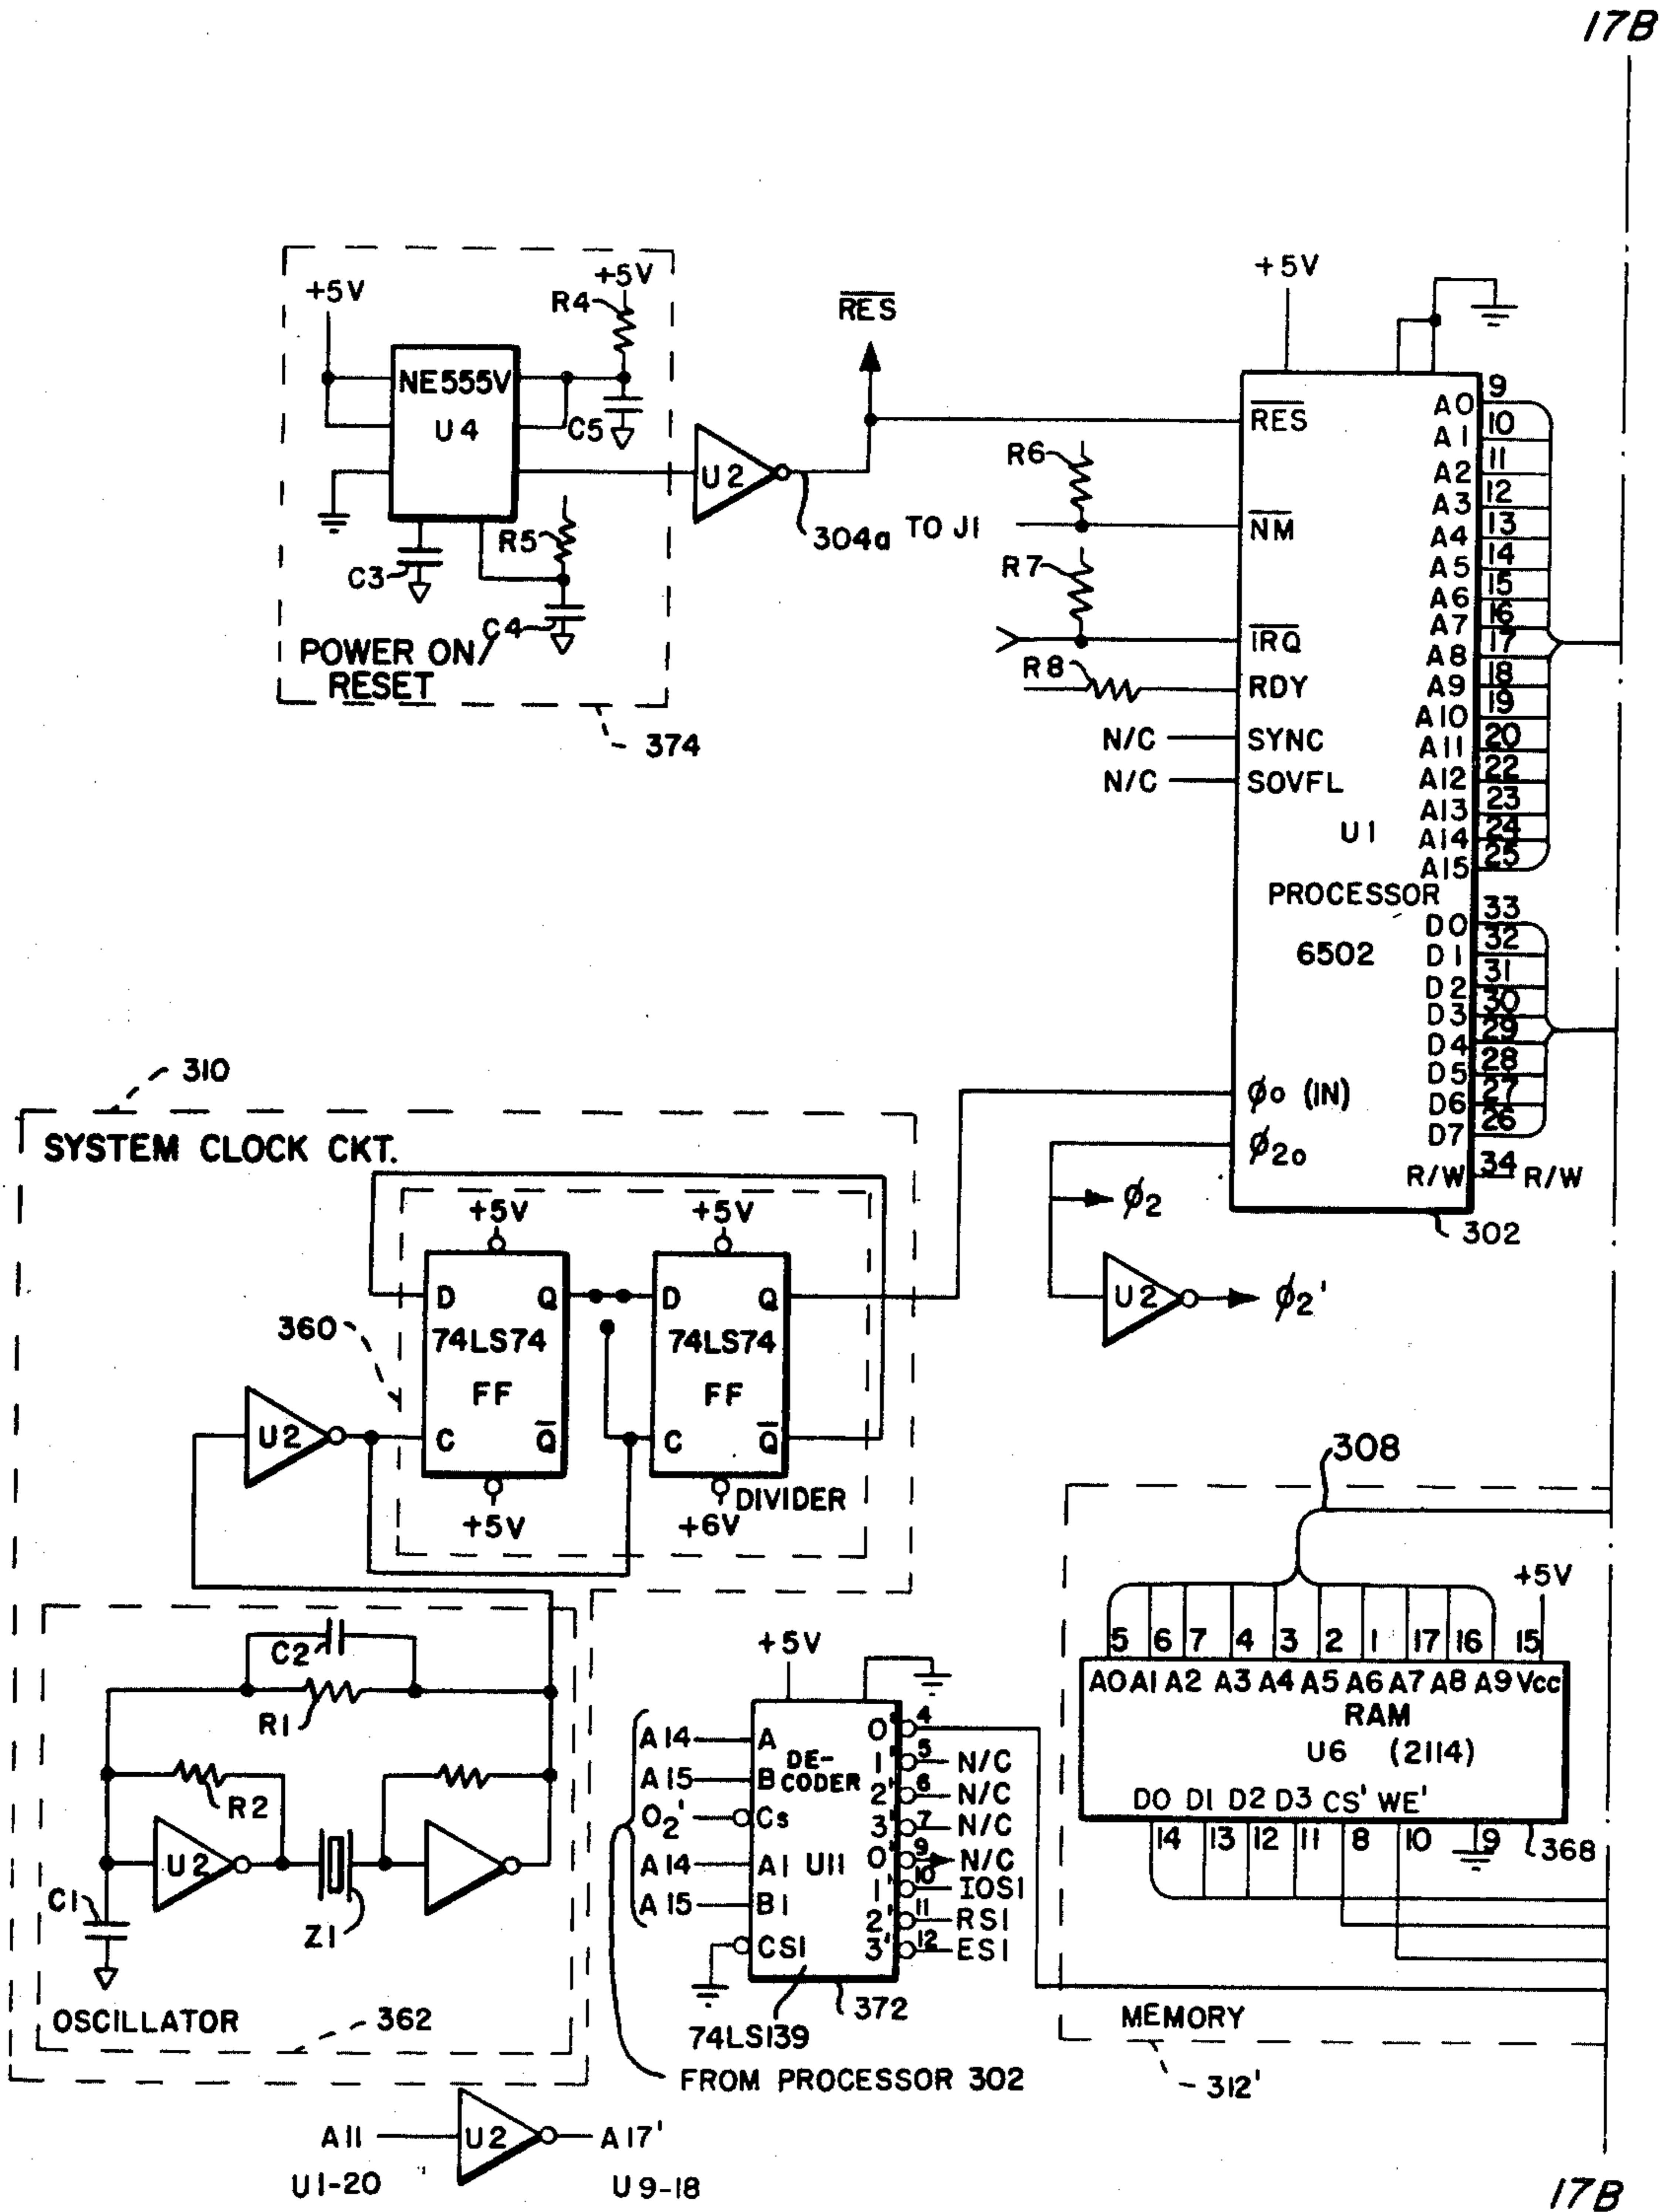 17B
+5V
+5V
R4
NE555V
U4
C5
R5
C3
C4
POWER ON/
RESET
374
RES
U2
304a
TO J1
R6
R7
R8
N/C
N/C
+5V
RES
NM
IRQ
RDY
SYNC
SOVFL
U1
PROCESSOR
6502
φ0 (IN)
φ2o
A0 9
A1 10
A2 11
A3 12
A4 13
A5 14
A6 15
A7 16
A8 17
A9 18
A10 19
A11 20
A12 22
A13 23
A14 24
A15 25
D0 33
D1 32
D2 31
D3 30
D4 29
D5 28
D6 27
D7 26
R/W 34 R/W
302
φ2
U2
φ2'
310
SYSTEM CLOCK CKT.
+5V
+5V
D Q
74LS74
FF
C Q
D Q
74LS74
FF
C Q
360
U2
+5V
+6V
DIVIDER
C2
R1
R2
U2
C1
Z1
OSCILLATOR
362
+5V
A14 A
A15 B
O2' Cs
A14 A1
A15 B1
CS1
DE-
CODER
U11
0' 4
1' 5 N/C
2' 6 N/C
3' 7 N/C
0' 9 N/C
1' 10 IOS1
2' 11 RS1
3' 12 ES1
372
74LS139
FROM PROCESSOR 302
308
+5V
5 6 7 4 3 2 1 17 16 15
A0 A1 A2 A3 A4 A5 A6 A7 A8 A9 Vcc
RAM
U6 (2114)
D0 D1 D2 D3 CS' WE'
14 13 12 11 8 10 9
368
MEMORY
312'
A11 U2 A17'
U1-20 U9-18
17B